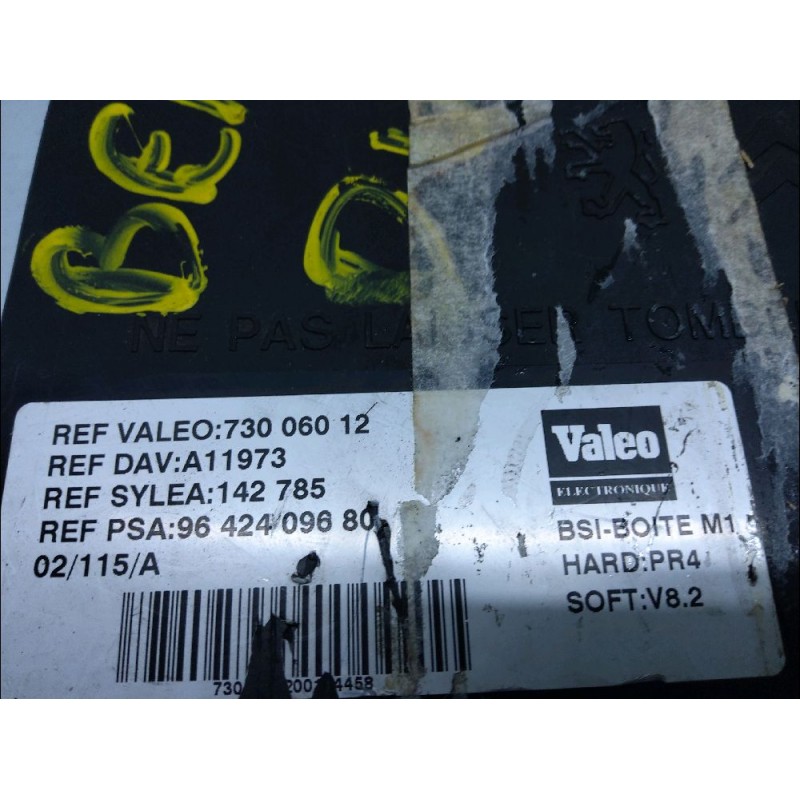 BE
NE PAS LAISSER TOMB
REF VALEO:730 060 12
REF DAV:A11973
REF SYLEA:142 785
REF PSA:96 424 096 80
02/115/A
Valeo
ELECTRONIQUE
BSI-BOITE M1
HARD:PR4
SOFT:V8.2